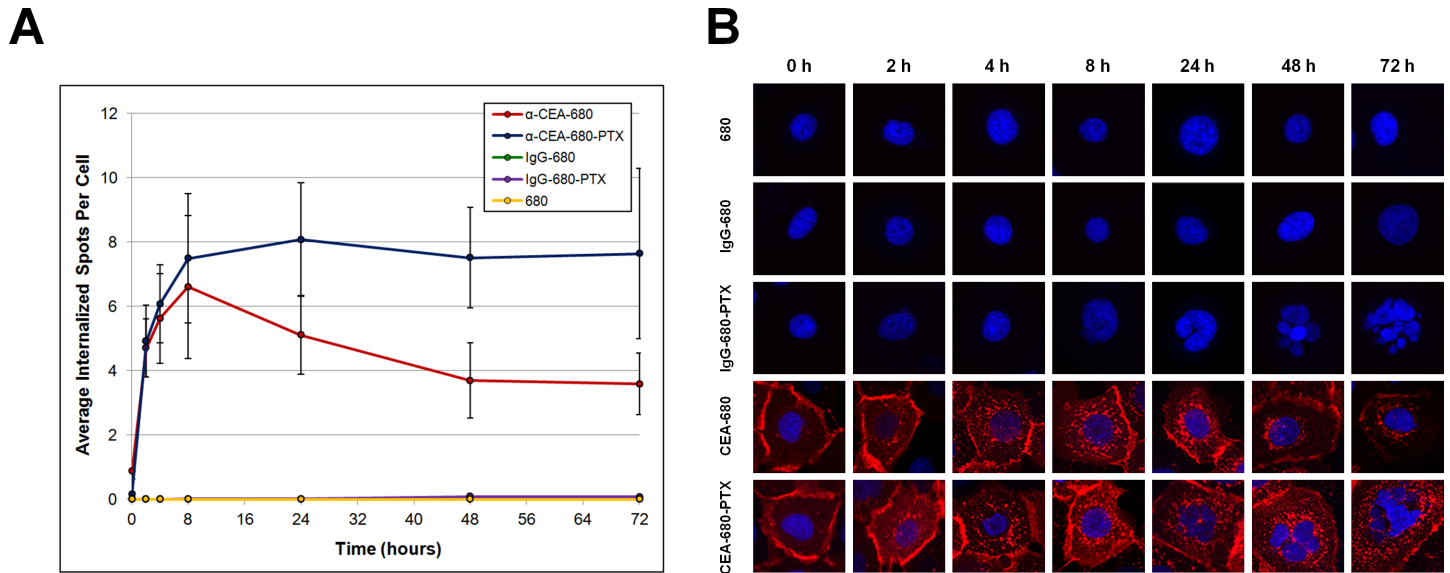 A
B
12
10
8
6
4
2
0
0
8
16
24
32
40
48
56
64
72
Average Internalized Spots Per Cell
Time (hours)
α-CEA-680
α-CEA-680-PTX
IgG-680
IgG-680-PTX
680
0 h
2 h
4 h
8 h
24 h
48 h
72 h
680
IgG-680
IgG-680-PTX
CEA-680
CEA-680-PTX